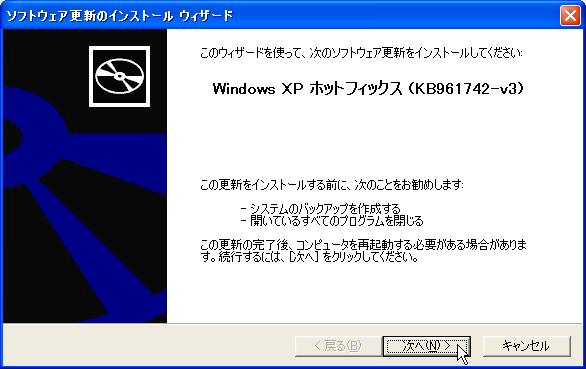 ソフトウェア更新のインストール ウィザード
このウィザードを使って、次のソフトウェア更新をインストールしてください:
Windows XP ホットフィックス (KB961742-v3)
この更新をインストールする前に、次のことをお勧めします:
- システムのバックアップを作成する
- 開いているすべてのプログラムを閉じる
この更新の完了後、コンピュータを再起動する必要がある場合がありま
す。続行するには、[次へ] をクリックしてください。
< 戻る(B)
次へ(N) >
キャンセル